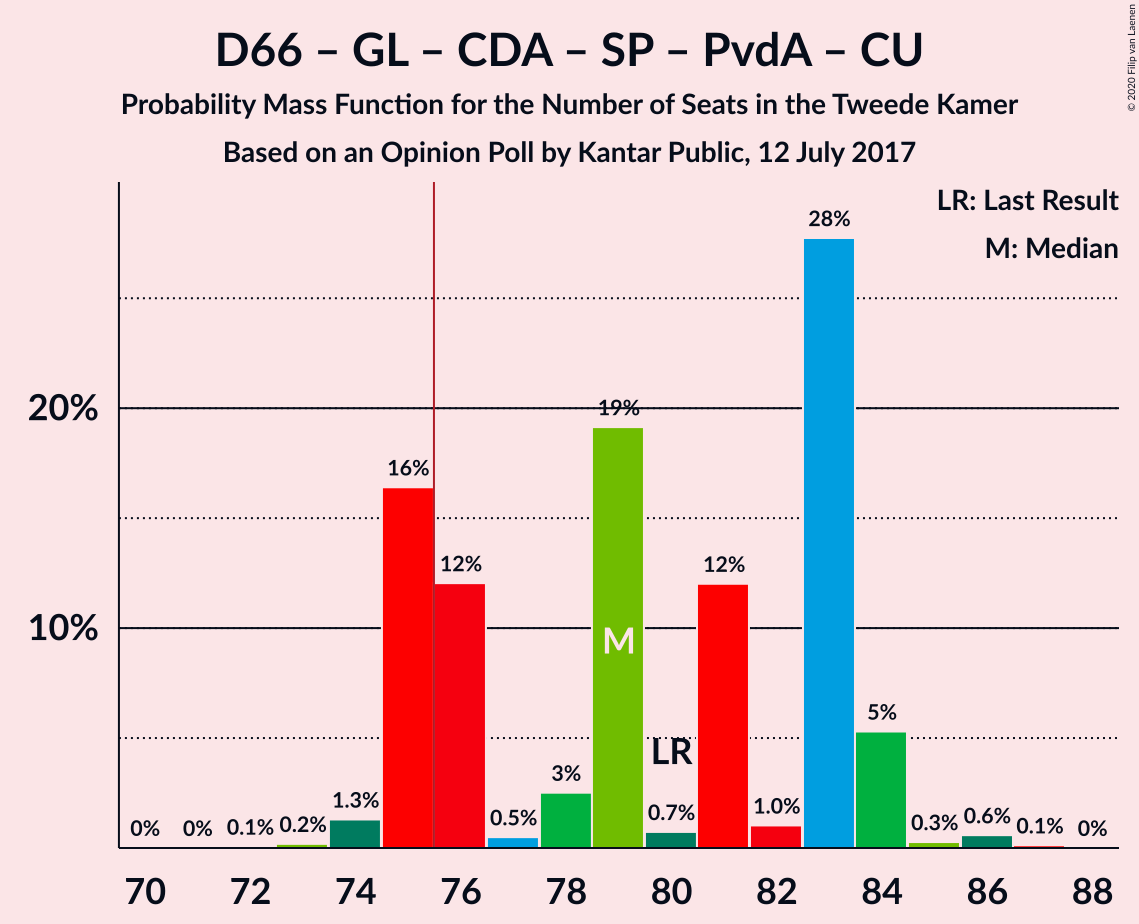 D66 – GL – CDA – SP – PvdA – CU
Probability Mass Function for the Number of Seats in the Tweede Kamer
Based on an Opinion Poll by Kantar Public, 12 July 2017
© 2020 Filip van Laenen
LR: Last Result
M: Median
28%
20%
19%
16%
12%
12%
10%
M
5%
LR
3%
1.3%
0% 0% 0.1% 0.2% 0.5% 0.7% 1.0% 0.3% 0.6% 0.1% 0%
70 72 74 76 78 80 82 84 86 88